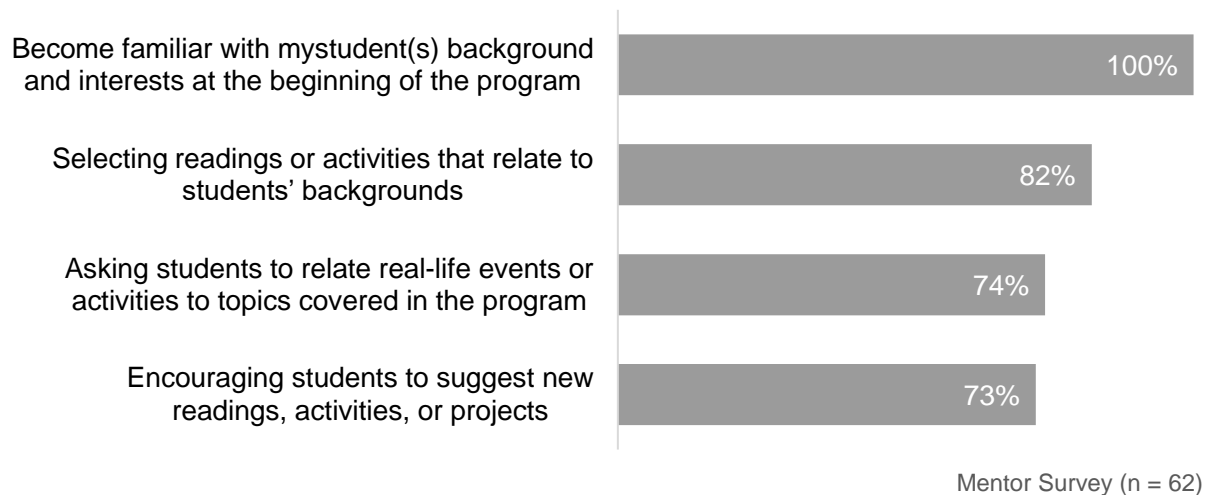 Become familiar with mystudent(s) background
and interests at the beginning of the program
100%
Selecting readings or activities that relate to
students’ backgrounds
82%
Asking students to relate real-life events or
activities to topics covered in the program
74%
Encouraging students to suggest new
readings, activities, or projects
73%
Mentor Survey (n = 62)